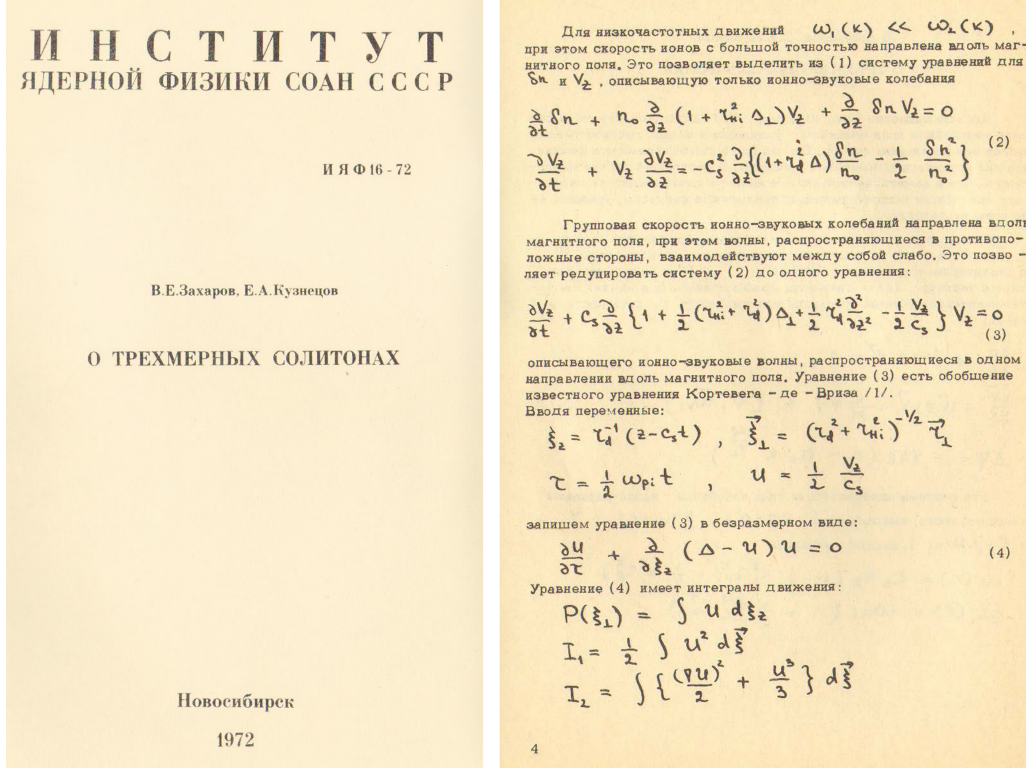 ИНСТИТУТ
ЯДЕРНОЙ ФИЗИКИ СОАН СССР
ИЯФ 16 - 72
В.Е.Захаров, Е.А.Кузнецов
О ТРЕХМЕРНЫХ СОЛИТОНАХ
Новосибирск
1972
Для низкочастотных движений ω₁(κ) << ω₂(κ) ,
при этом скорость ионов с большой точностью направлена вдоль маг-
нитного поля. Это позволяет выделить из (1) систему уравнений для
δn и V_z , описывающую только ионно-звуковые колебания
∂/∂t δn + n₀ ∂/∂z (1 + r²_Hi Δ_⊥)V_z + ∂/∂z δn V_z = 0
(2)
∂V_z/∂t + V_z ∂V_z/∂z = -C_s² ∂/∂z {(1+r_d² Δ) δn/n₀ - 1/2 δn²/n₀²}
Групповая скорость ионно-звуковых колебаний направлена вдоль
магнитного поля, при этом волны, распространяющиеся в противопо-
ложные стороны, взаимодействуют между собой слабо. Это позво -
ляет редуцировать систему (2) до одного уравнения:
∂V_z/∂t + C_s ∂/∂z {1 + 1/2 (r²_Hi + r_d²) Δ_⊥ + 1/2 r_d² ∂²/∂z² - 1/2 V_z/C_s} V_z = 0
(3)
описывающего ионно-звуковые волны, распространяющиеся в одном
направлении вдоль магнитного поля. Уравнение (3) есть обобщение
известного уравнения Кортевега - де - Вриза /1/.
Вводя переменные:
ξ_z = r_d⁻¹ (z - C_s t) , ξ⃗_⊥ = (r_d² + r²_Hi)^(-1/2) r⃗_⊥
τ = 1/2 ω_pi t , u = 1/2 V_z/C_s
запишем уравнение (3) в безразмерном виде:
∂u/∂τ + ∂/∂ξ_z (Δ - u) u = 0 (4)
Уравнение (4) имеет интегралы движения:
P(ξ_⊥) = ∫ u dξ_z
I₁ = 1/2 ∫ u² dξ⃗
I₂ = ∫ {(∇u)²/2 + u³/3} dξ⃗
4